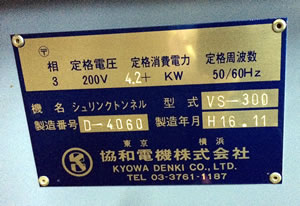 〒
相 定格電圧 定格消費電力 定格周波数
3 200V 4.2+ KW 50/60Hz
機名 シュリンクトンネル 型式 VS-300
製造番号 D-4060 製造年月 H16.11
東京 横浜
協和電機株式会社
KYOWA DENKI CO., LTD.
TEL 03-3761-1187